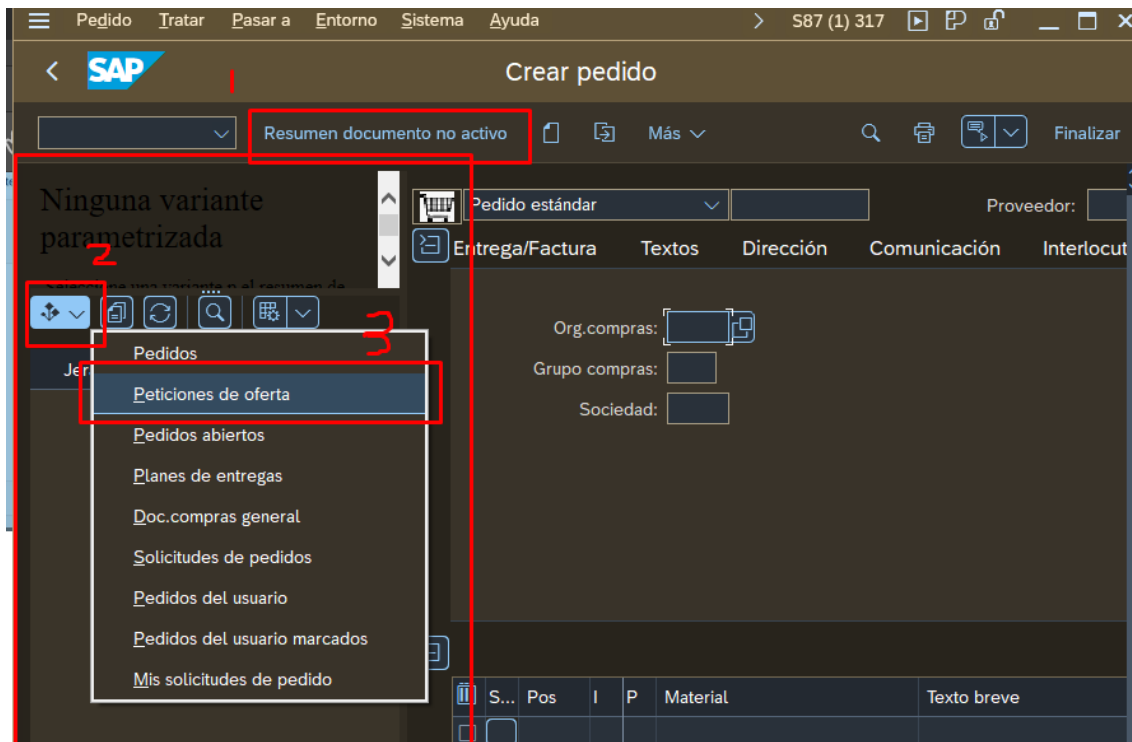 Pedido Tratar Pasar a Entorno Sistema Ayuda S87 (1) 317
SAP Crear pedido
1
Resumen documento no activo Más Finalizar
Ninguna variante
parametrizada
2
Pedido estándar Proveedor:
Entrega/Factura Textos Dirección Comunicación Interlocut
3
Org.compras:
Grupo compras:
Sociedad:
Jer
Pedidos
Peticiones de oferta
Pedidos abiertos
Planes de entregas
Doc.compras general
Solicitudes de pedidos
Pedidos del usuario
Pedidos del usuario marcados
Mis solicitudes de pedido
S... Pos I P Material Texto breve